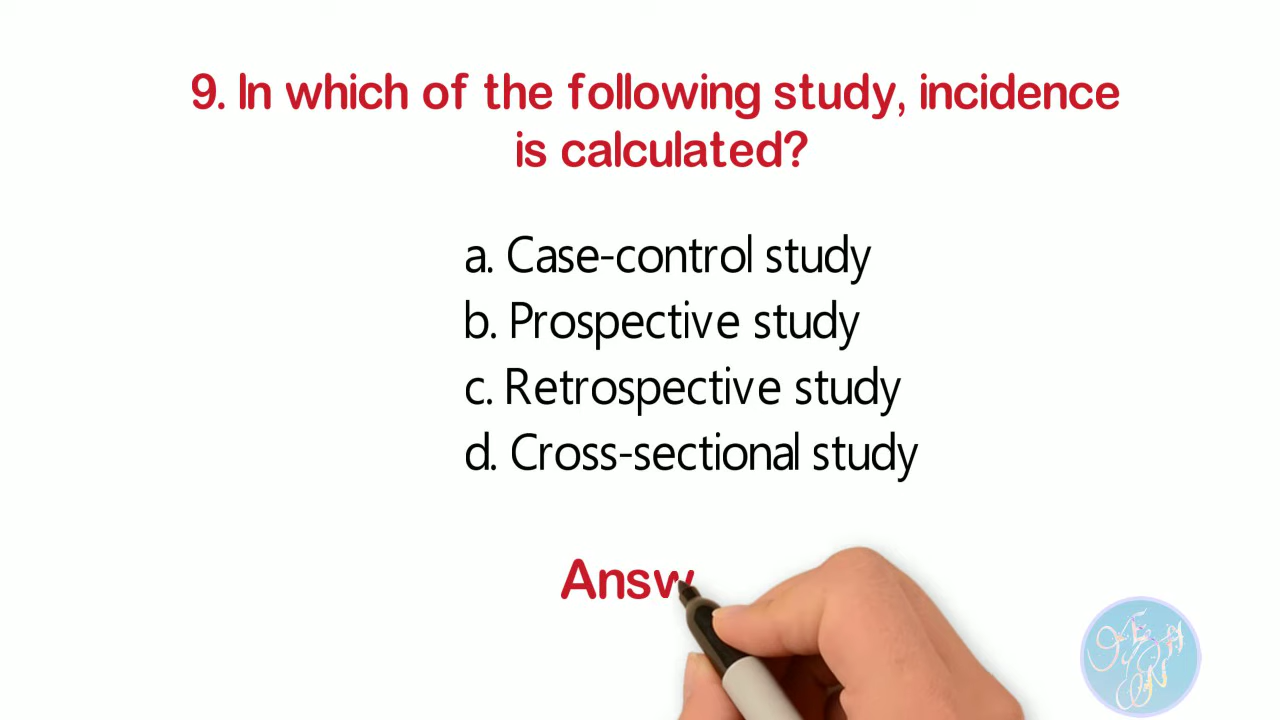 9. In which of the following study, incidence
is calculated?
a. Case-control study
b. Prospective study
c. Retrospective study
d. Cross-sectional study
Answ